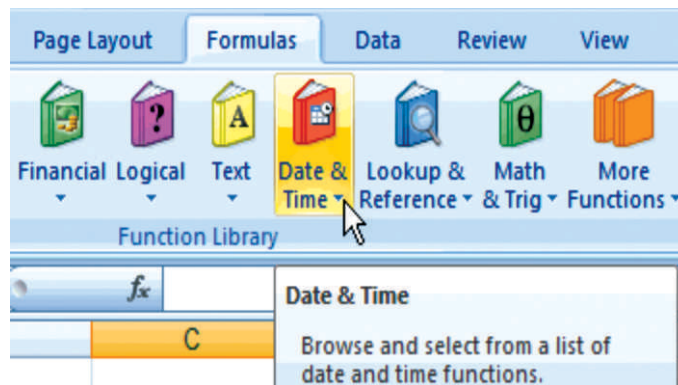 Page Layout Formulas Data Review View
? A θ
Financial Logical Text Date & Lookup & Math More
Time Reference & Trig Functions
Function Library
fx
Date & Time
C
Browse and select from a list of
date and time functions.